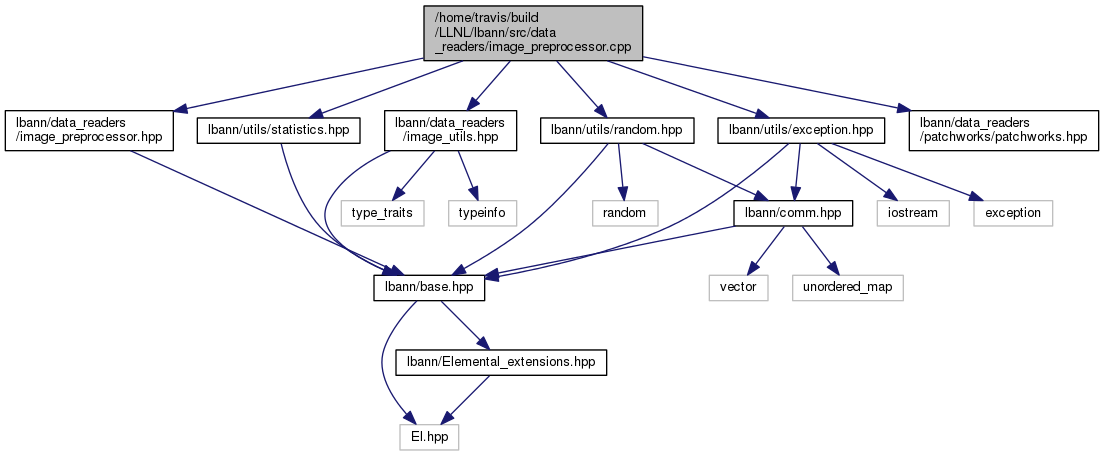 /home/travis/build
/LLNL/lbann/src/data
_readers/image_preprocessor.cpp
lbann/data_readers
/image_preprocessor.hpp
lbann/utils/statistics.hpp
lbann/data_readers
/image_utils.hpp
lbann/utils/random.hpp
lbann/utils/exception.hpp
lbann/data_readers
/patchworks/patchworks.hpp
type_traits
typeinfo
random
lbann/comm.hpp
iostream
exception
lbann/base.hpp
vector
unordered_map
lbann/Elemental_extensions.hpp
El.hpp